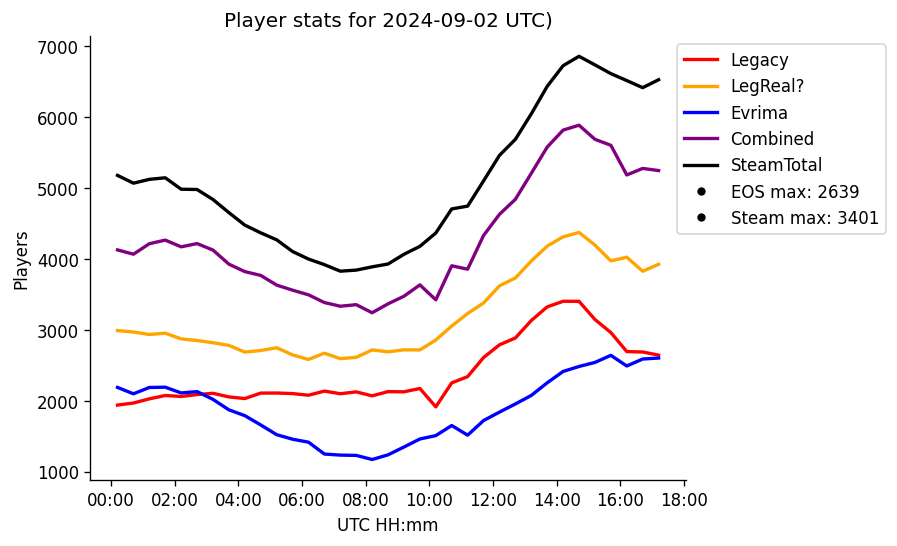 Player stats for 2024-09-02 UTC)
Players
7000
6000
5000
4000
3000
2000
1000
00:00 02:00 04:00 06:00 08:00 10:00 12:00 14:00 16:00 18:00
UTC HH:mm
Legacy
LegReal?
Evrima
Combined
SteamTotal
EOS max: 2639
Steam max: 3401